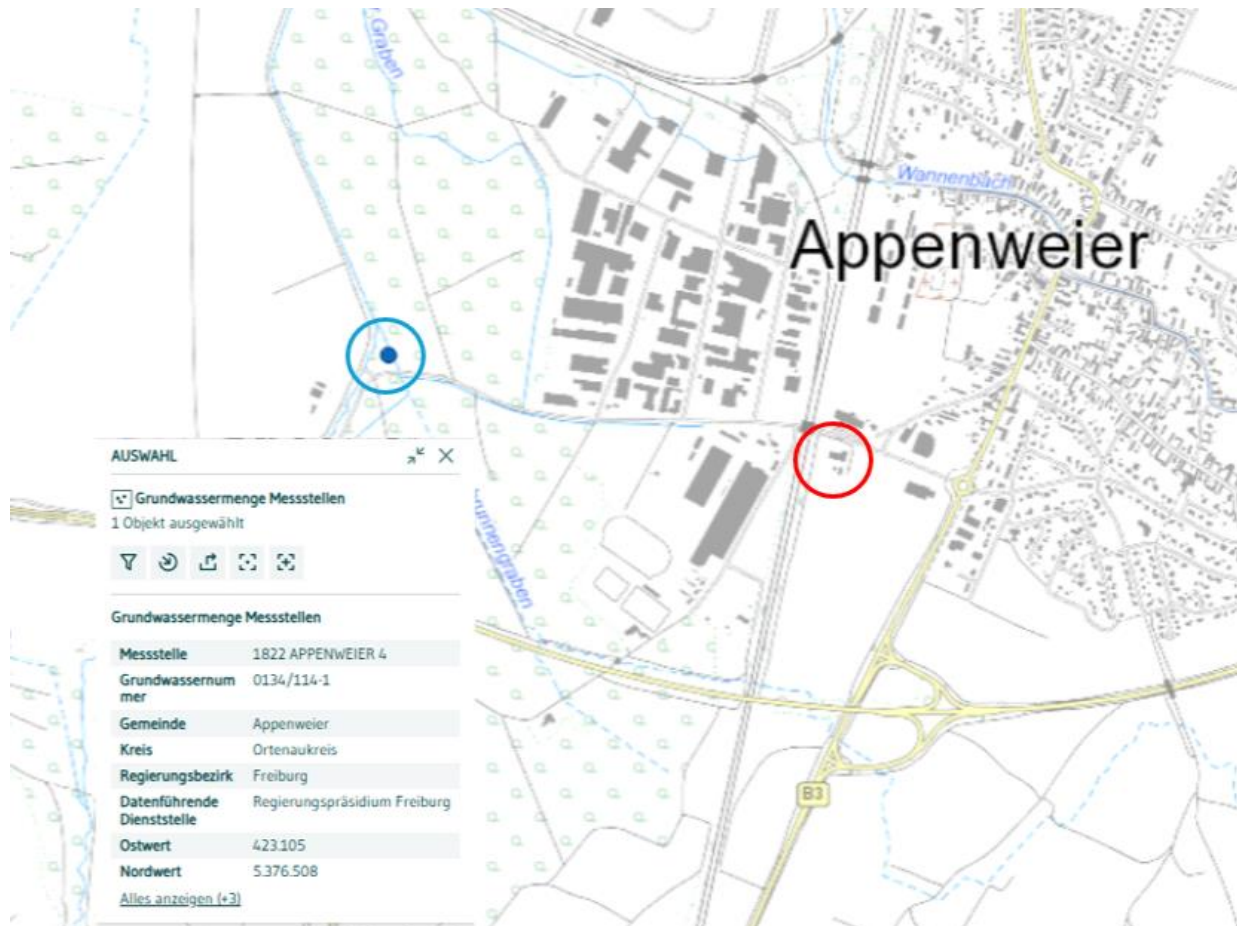 Graben
Wannenbach
Appenweier
AUSWAHL
Grundwassermenge Messstellen
1 Objekt ausgewählt
Grundwassermenge Messstellen
Messstelle 1822 APPENWEIER 4
Grundwassernum
mer 0134/114-1
Gemeinde Appenweier
Kreis Ortenaukreis
Regierungsbezirk Freiburg
Datenführende
Dienststelle Regierungspräsidium Freiburg
Ostwert 423.105
Nordwert 5.376.508
Alles anzeigen (+3)
B3